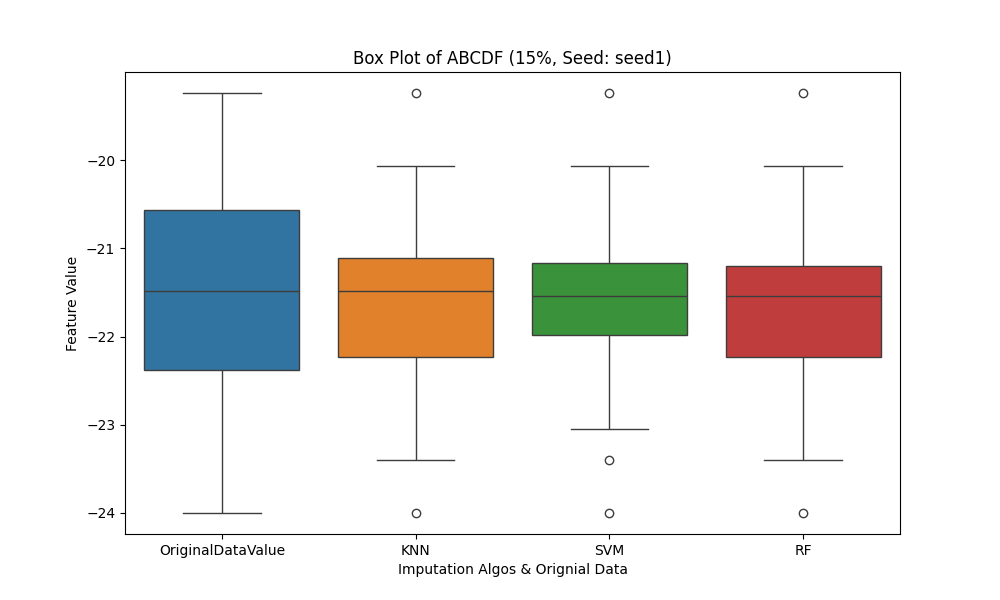 Box Plot of ABCDF (15%, Seed: seed1)
Feature Value
−20
−21
−22
−23
−24
OriginalDataValue
KNN
SVM
RF
Imputation Algos & Orignial Data